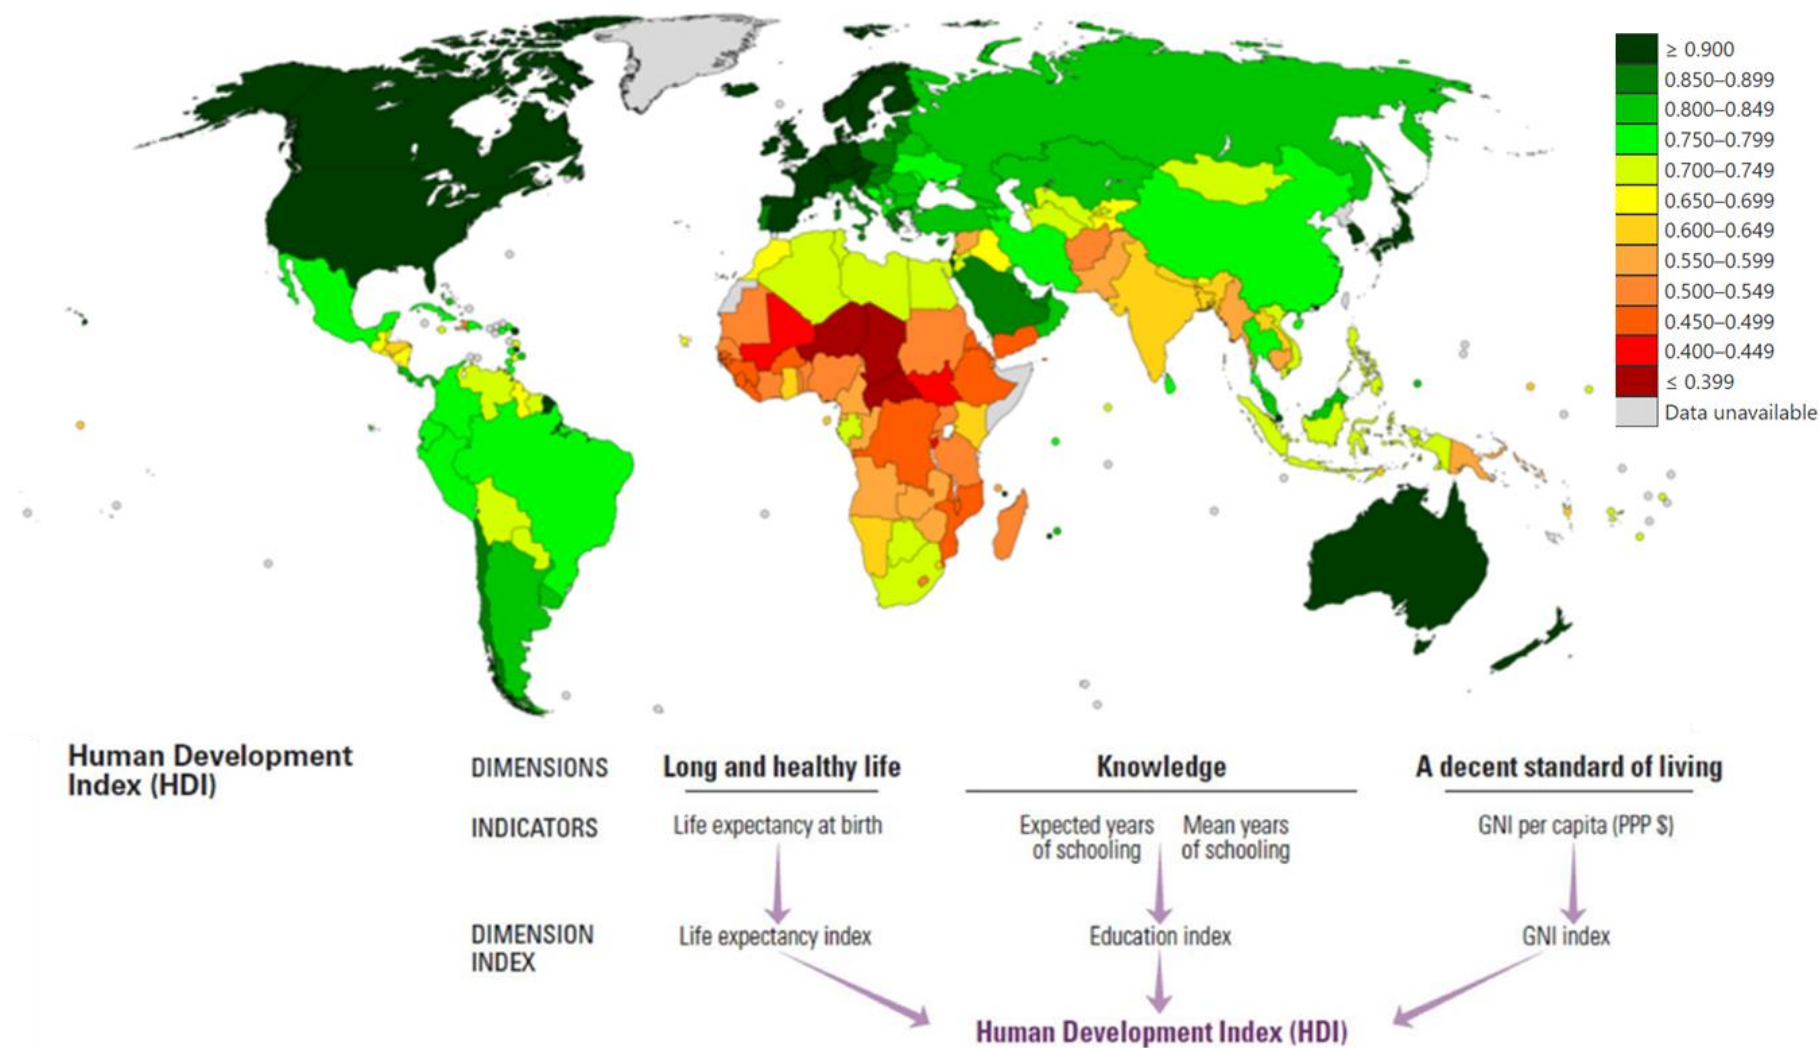 ≥ 0.900
0.850–0.899
0.800–0.849
0.750–0.799
0.700–0.749
0.650–0.699
0.600–0.649
0.550–0.599
0.500–0.549
0.450–0.499
0.400–0.449
≤ 0.399
Data unavailable
Human Development
Index (HDI)
DIMENSIONS
Long and healthy life
Knowledge
A decent standard of living
INDICATORS
Life expectancy at birth
Expected years
of schooling
Mean years
of schooling
GNI per capita (PPP $)
DIMENSION
INDEX
Life expectancy index
Education index
GNI index
Human Development Index (HDI)